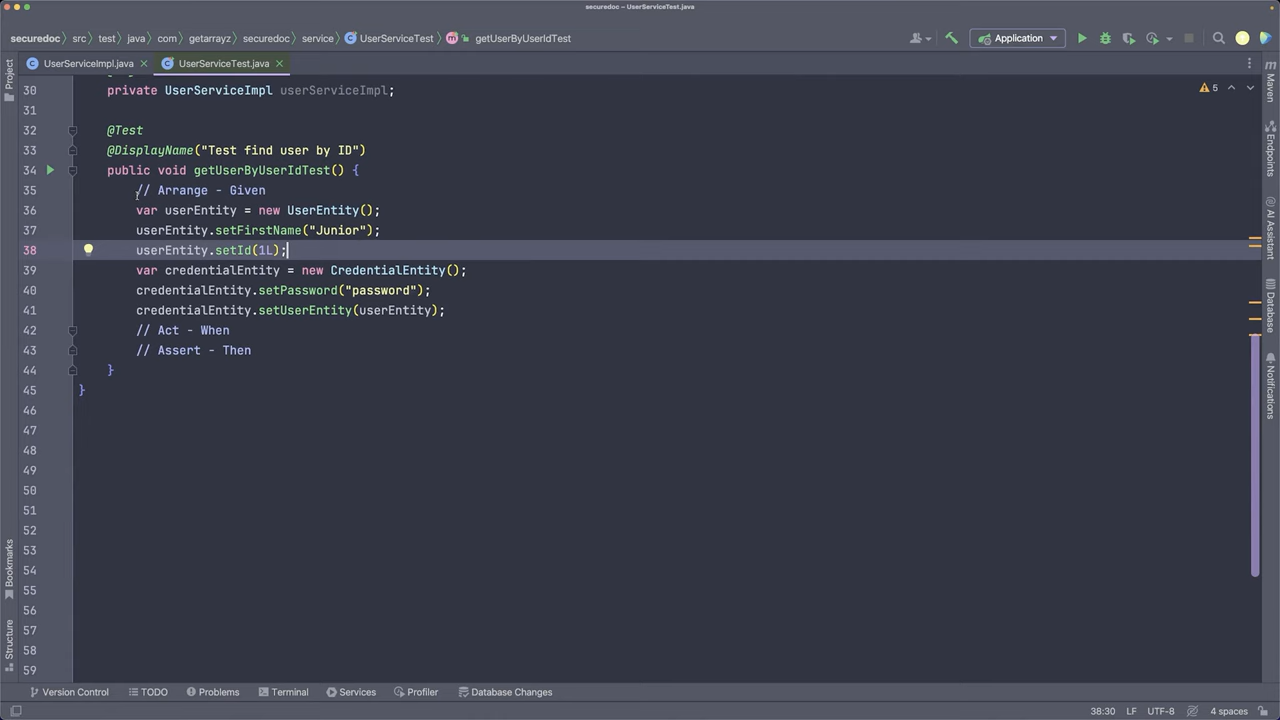 securedoc – UserServiceTest.java
securedoc src test java com getarrayz securedoc service UserServiceTest getUserByUserIdTest Application
UserServiceImpl.java UserServiceTest.java
Project
Bookmarks
Structure
5
30 private UserServiceImpl userServiceImpl;
31
32 @Test
33 @DisplayName("Test find user by ID")
34 public void getUserByUserIdTest() {
35 // Arrange - Given
36 var userEntity = new UserEntity();
37 userEntity.setFirstName("Junior");
38 userEntity.setId(1L);
39 var credentialEntity = new CredentialEntity();
40 credentialEntity.setPassword("password");
41 credentialEntity.setUserEntity(userEntity);
42 // Act - When
43 // Assert - Then
44 }
45 }
46
47
48
49
50
51
52
53
54
55
56
57
58
59
Maven
Endpoints
AI Assistant
Database
Notifications
Version Control TODO Problems Terminal Services Profiler Database Changes
38:30 LF UTF-8 4 spaces